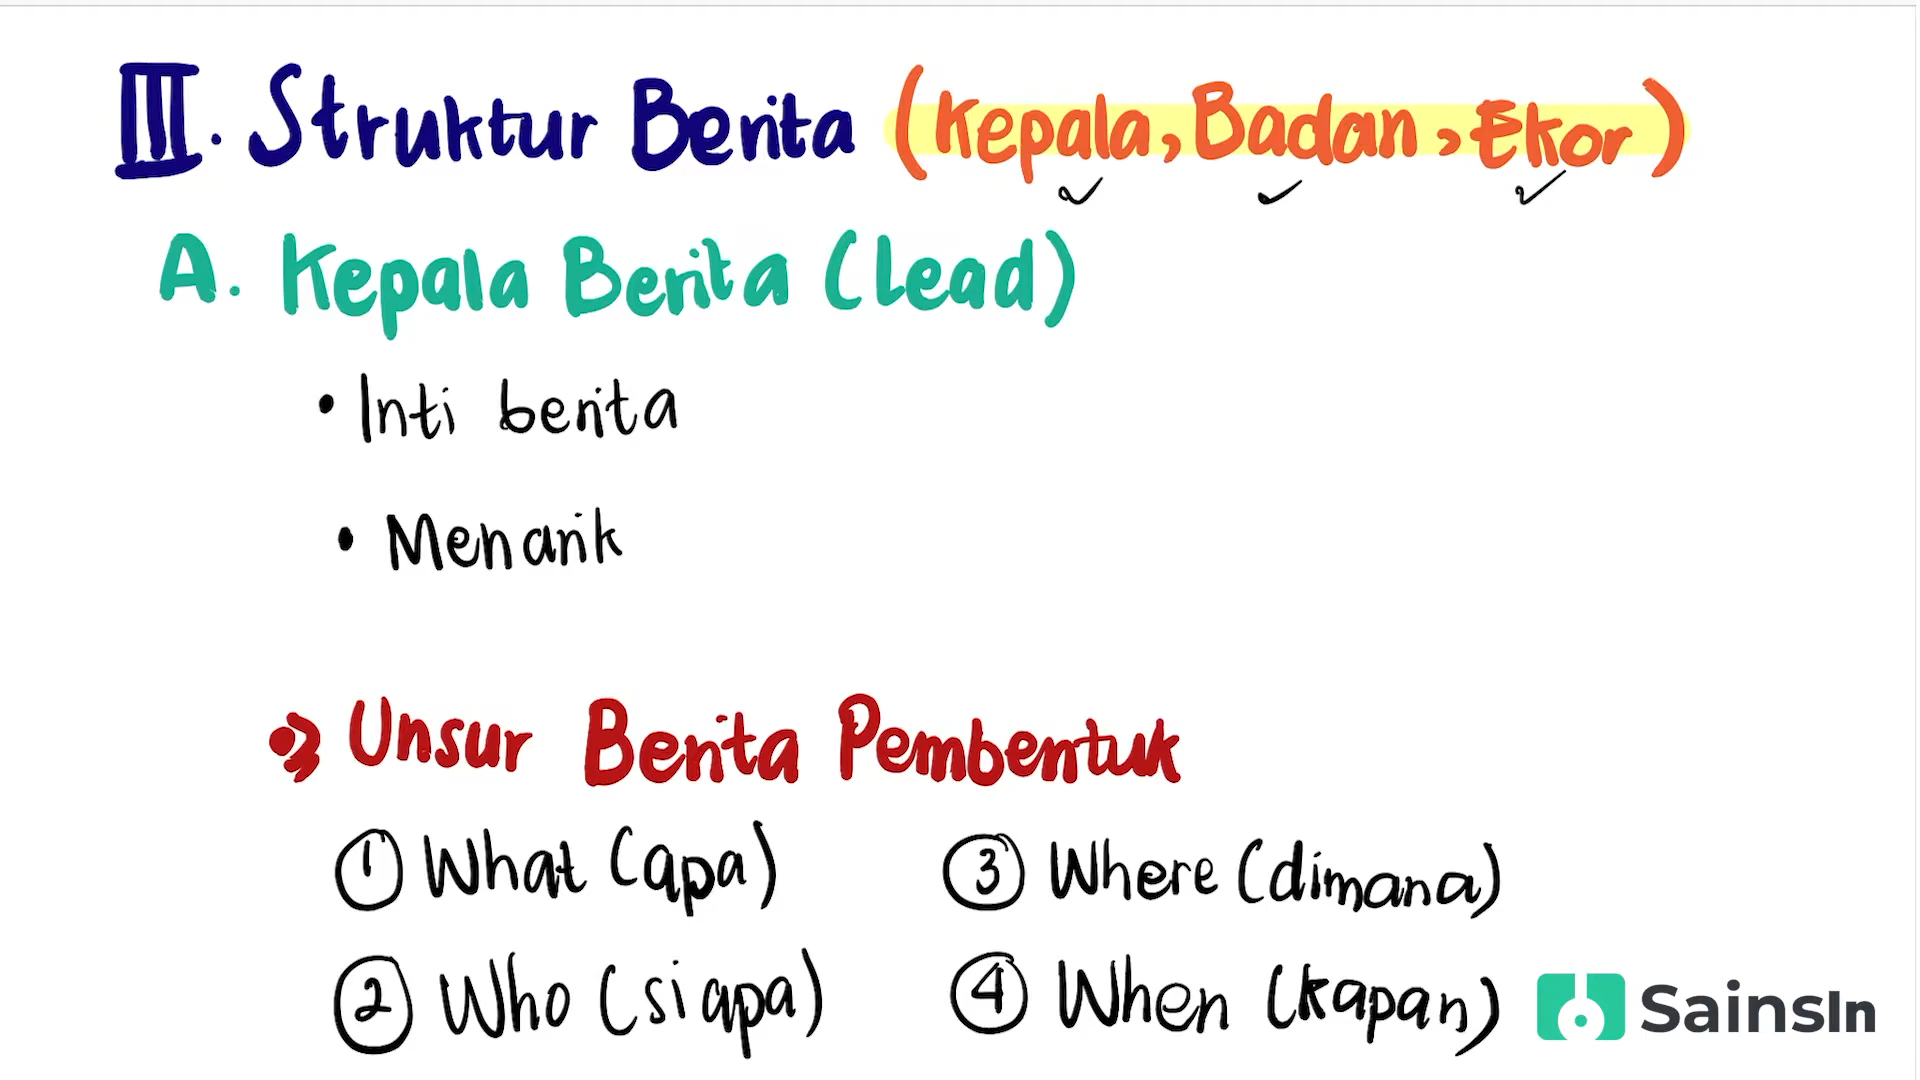 III. Struktur Berita (Kepala, Badan, Ekor)
A. Kepala Berita (Lead)
• Inti berita
• Menarik
Unsur Berita Pembentuk
1 What (apa)
2 Who (siapa)
3 Where (dimana)
4 When (kapan)
SainsIn